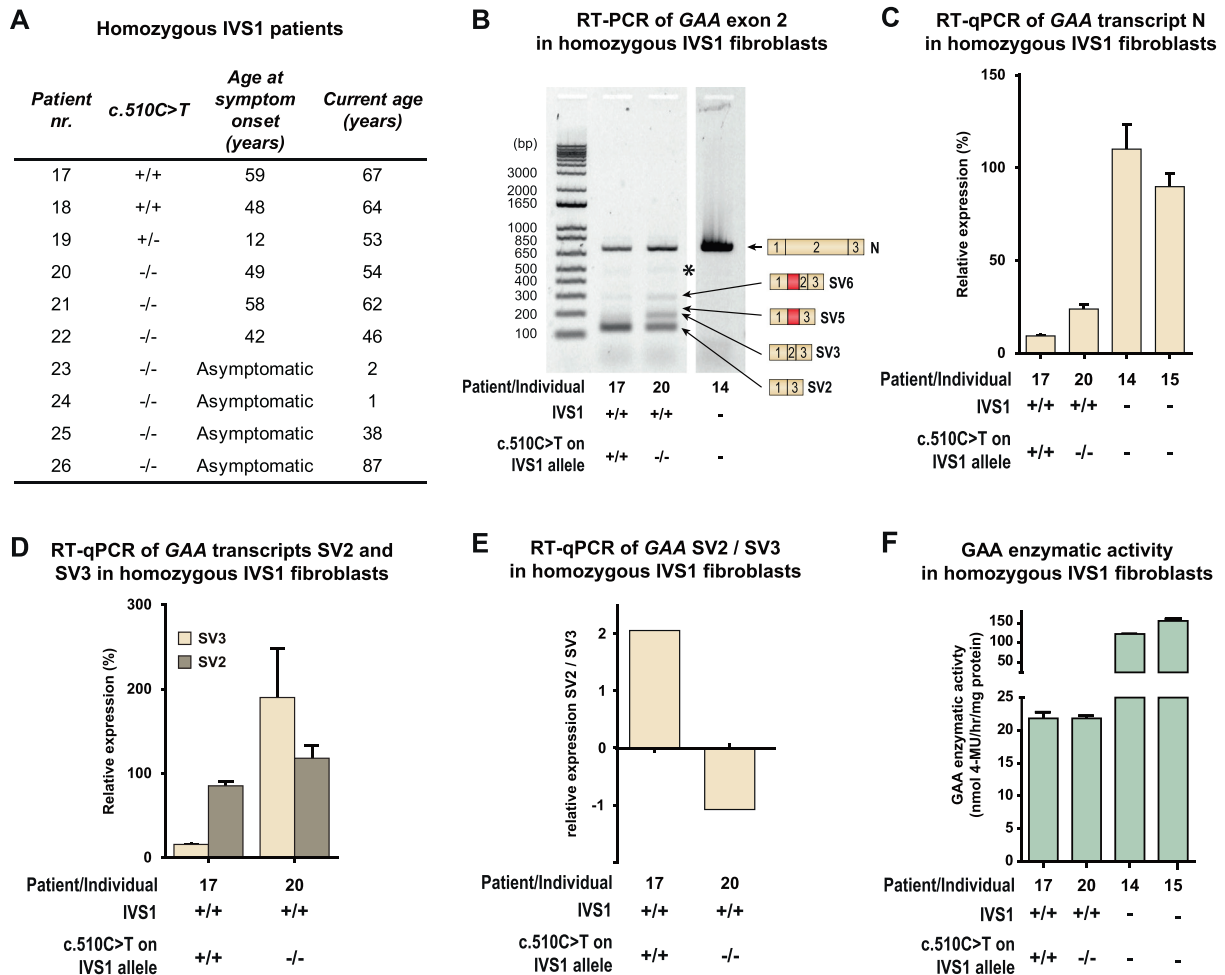 A
Homozygous IVS1 patients
Patient nr. c.510C>T Age at symptom onset (years) Current age (years)
17 +/+ 59 67
18 +/+ 48 64
19 +/- 12 53
20 -/- 49 54
21 -/- 58 62
22 -/- 42 46
23 -/- Asymptomatic 2
24 -/- Asymptomatic 1
25 -/- Asymptomatic 38
26 -/- Asymptomatic 87
B
RT-PCR of GAA exon 2
in homozygous IVS1 fibroblasts
(bp)
3000
2000
1650
1000
850
650
500
400
300
200
100
*
1 2 3 N
1 2 3 SV6
1 3 SV5
1 2 3 SV3
1 3 SV2
Patient/Individual 17 20 14
IVS1 +/+ +/+ -
c.510C>T on
IVS1 allele +/+ -/- -
C
RT-qPCR of GAA transcript N
in homozygous IVS1 fibroblasts
Relative expression (%)
150
100
50
0
Patient/Individual 17 20 14 15
IVS1 +/+ +/+ - -
c.510C>T on
IVS1 allele +/+ -/- - -
D
RT-qPCR of GAA transcripts SV2 and
SV3 in homozygous IVS1 fibroblasts
Relative expression (%)
300
200
100
0
SV3
SV2
Patient/Individual 17 20
IVS1 +/+ +/+
c.510C>T on
IVS1 allele +/+ -/-
E
RT-qPCR of GAA SV2 / SV3
in homozygous IVS1 fibroblasts
relative expression SV2 / SV3
2
1
0
-1
Patient/Individual 17 20
IVS1 +/+ +/+
c.510C>T on
IVS1 allele +/+ -/-
F
GAA enzymatic activity
in homozygous IVS1 fibroblasts
GAA enzymatic activity
(nmol 4-MU/hr/mg protein)
150
100
50
25
20
15
10
5
0
Patient/Individual 17 20 14 15
IVS1 +/+ +/+ - -
c.510C>T on
IVS1 allele +/+ -/- - -